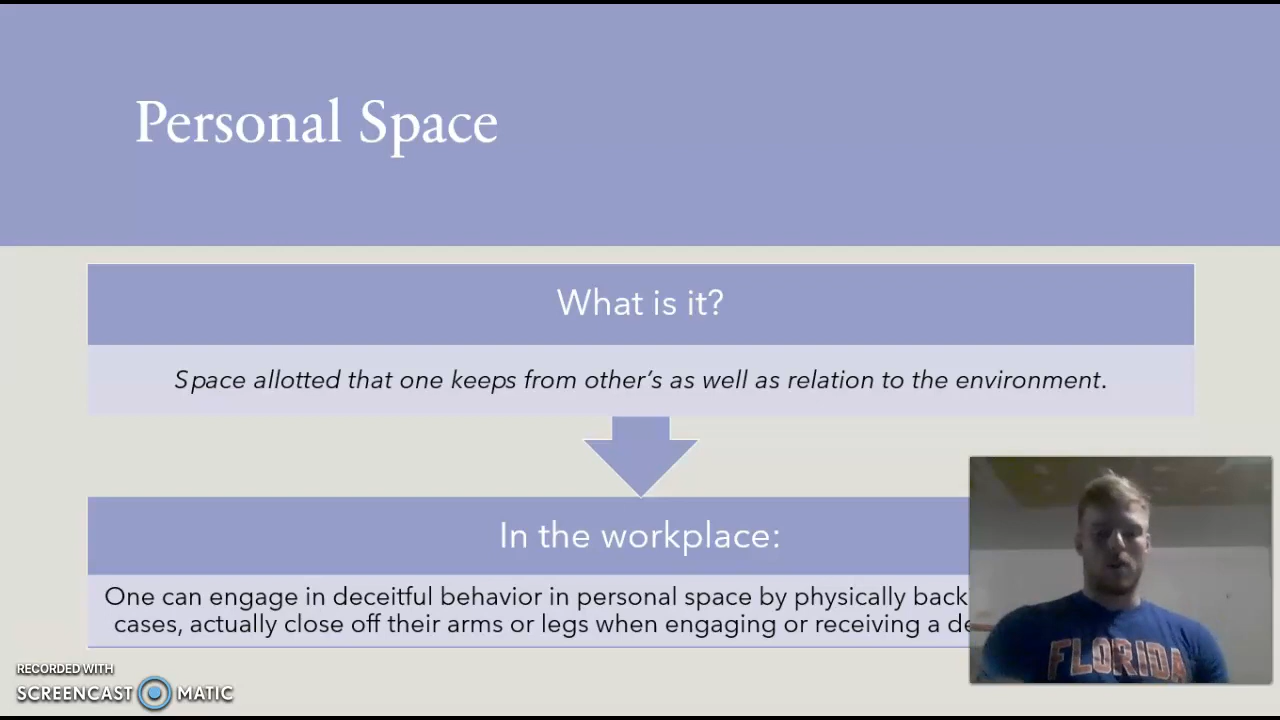 Personal Space
What is it?
Space allotted that one keeps from other's as well as relation to the environment.
In the workplace:
One can engage in deceitful behavior in personal space by physically back
cases, actually close off their arms or legs when engaging or receiving a de
FLORIDA
RECORDED WITH
SCREENCAST MATIC